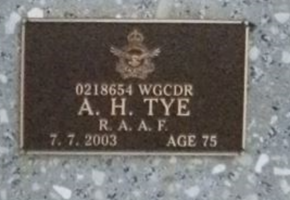 0218654 WGCDR
A. H. TYE
R. A. A. F.
7. 7. 2003 AGE 75